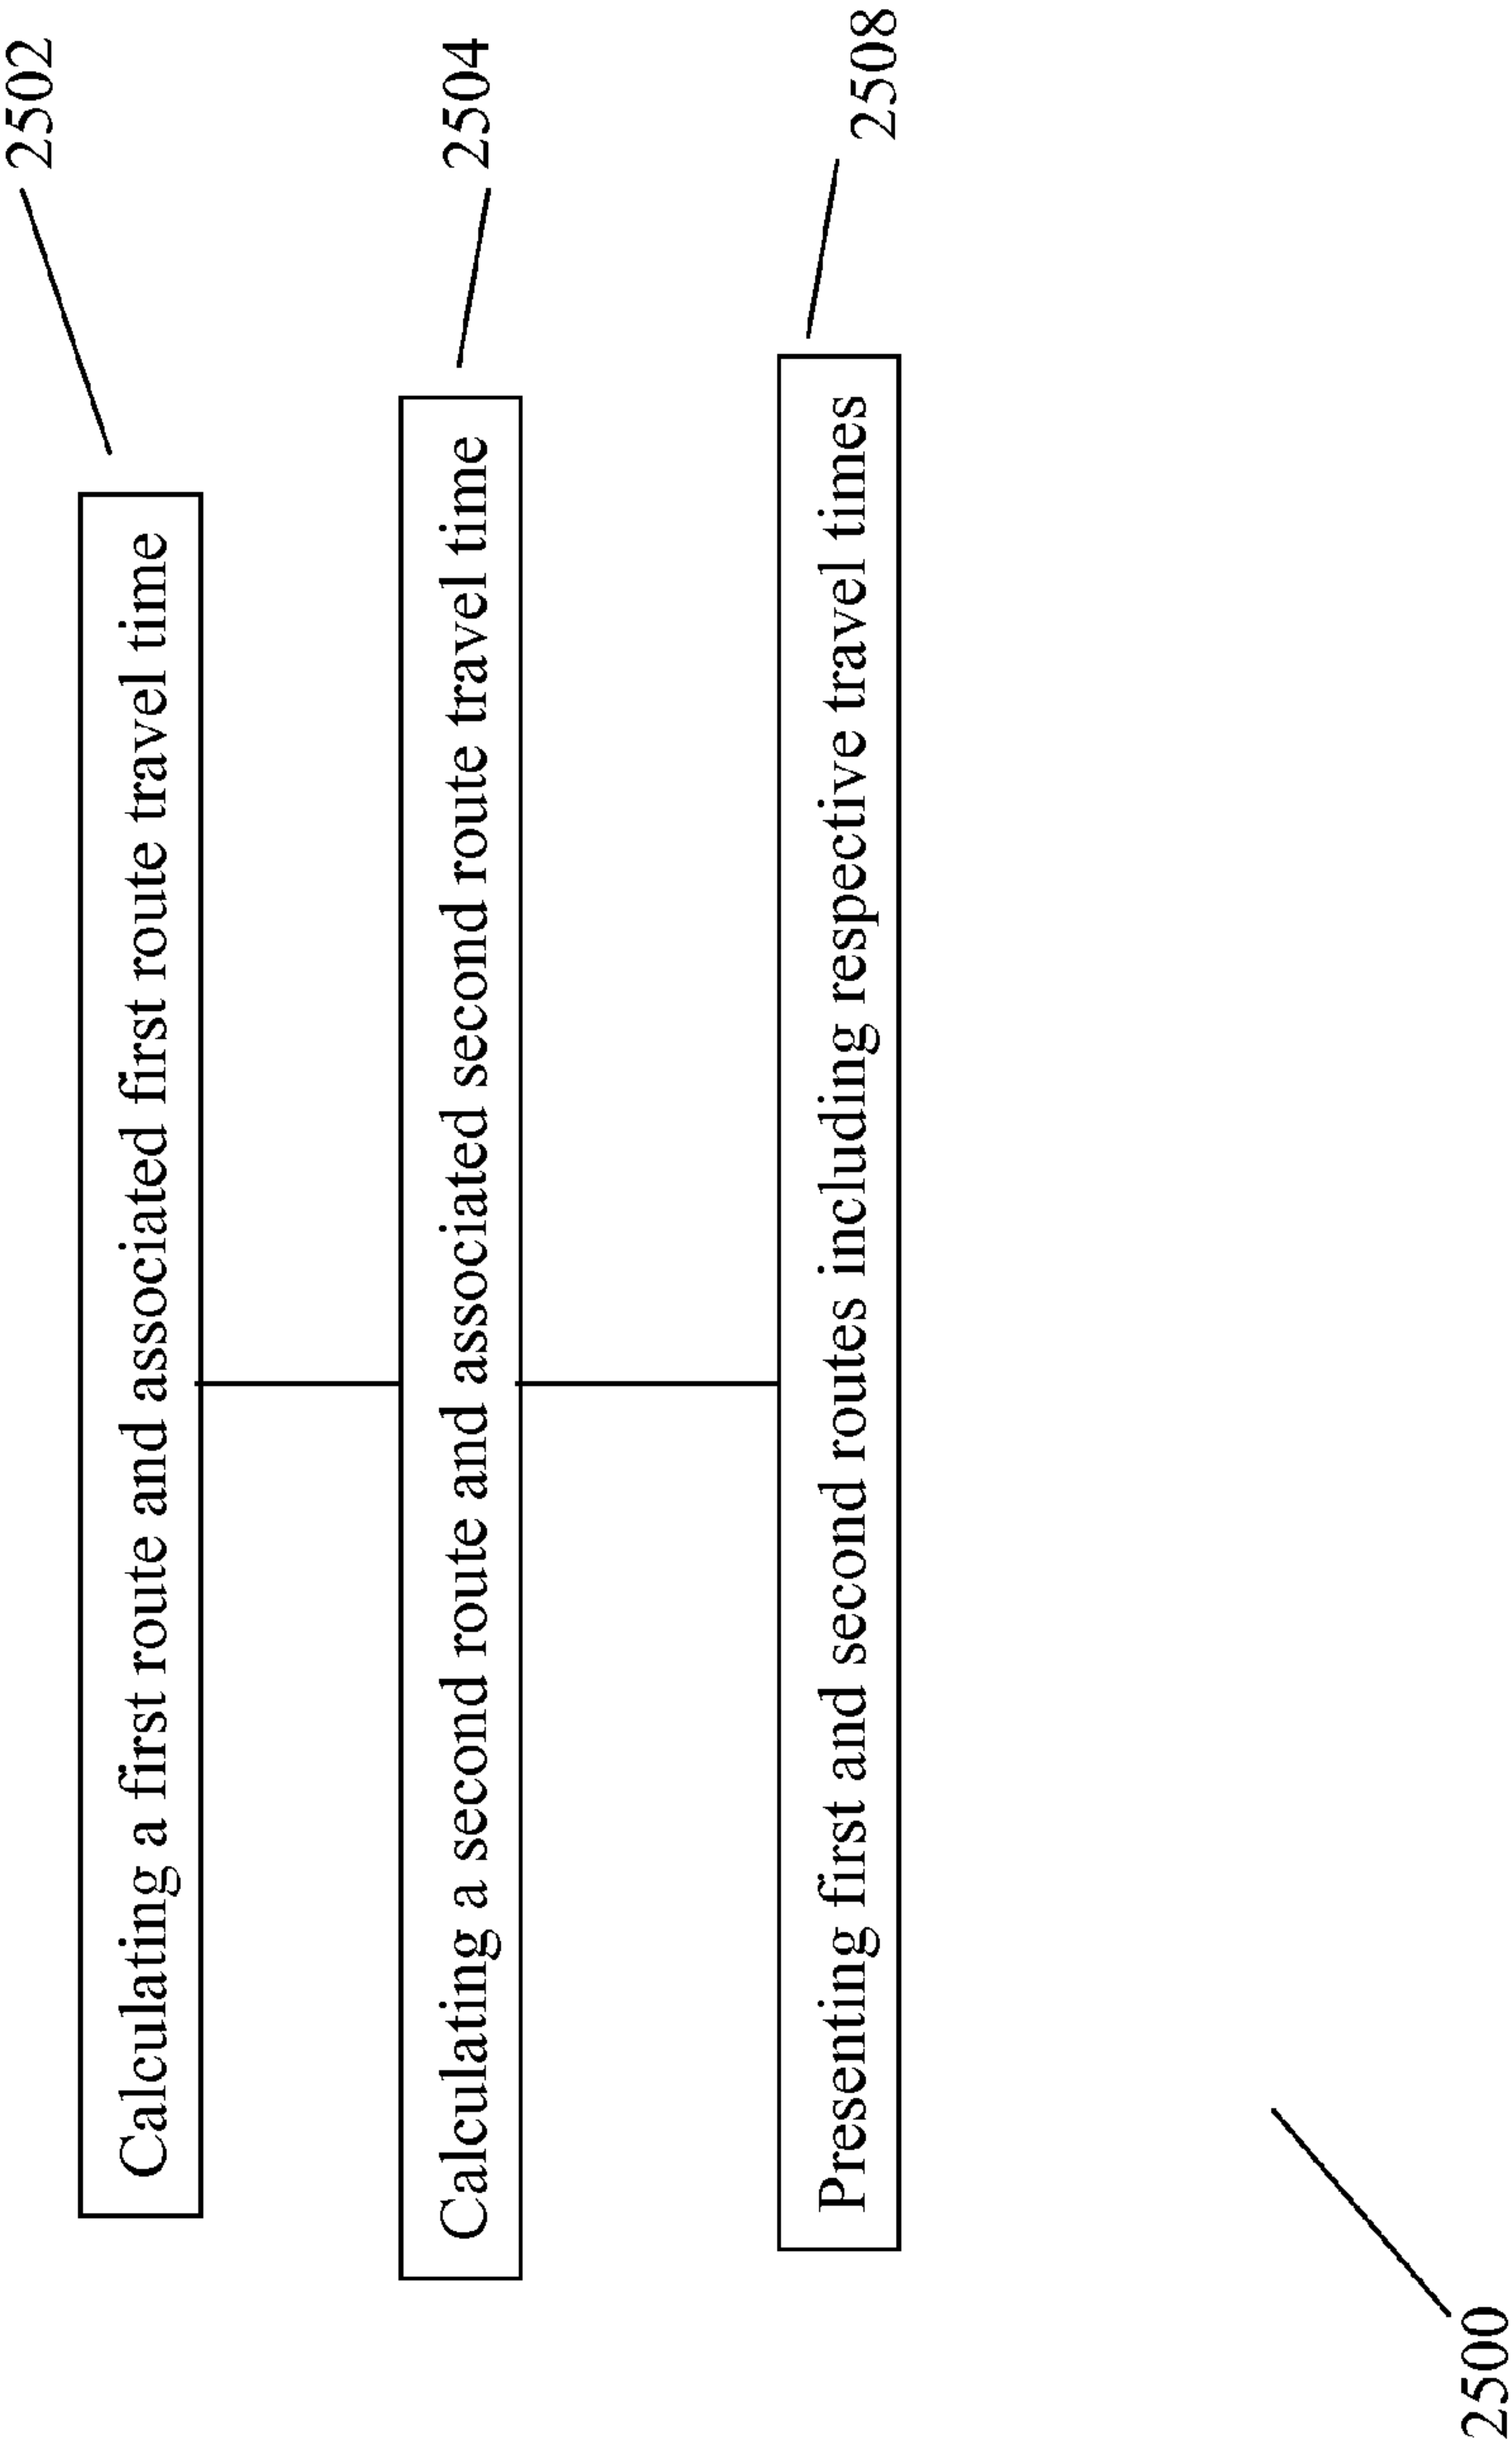 2502
Calculating a first route and associated first route travel time
2504
Calculating a second route and associated second route travel time
2508
Presenting first and second routes including respective travel times
2500